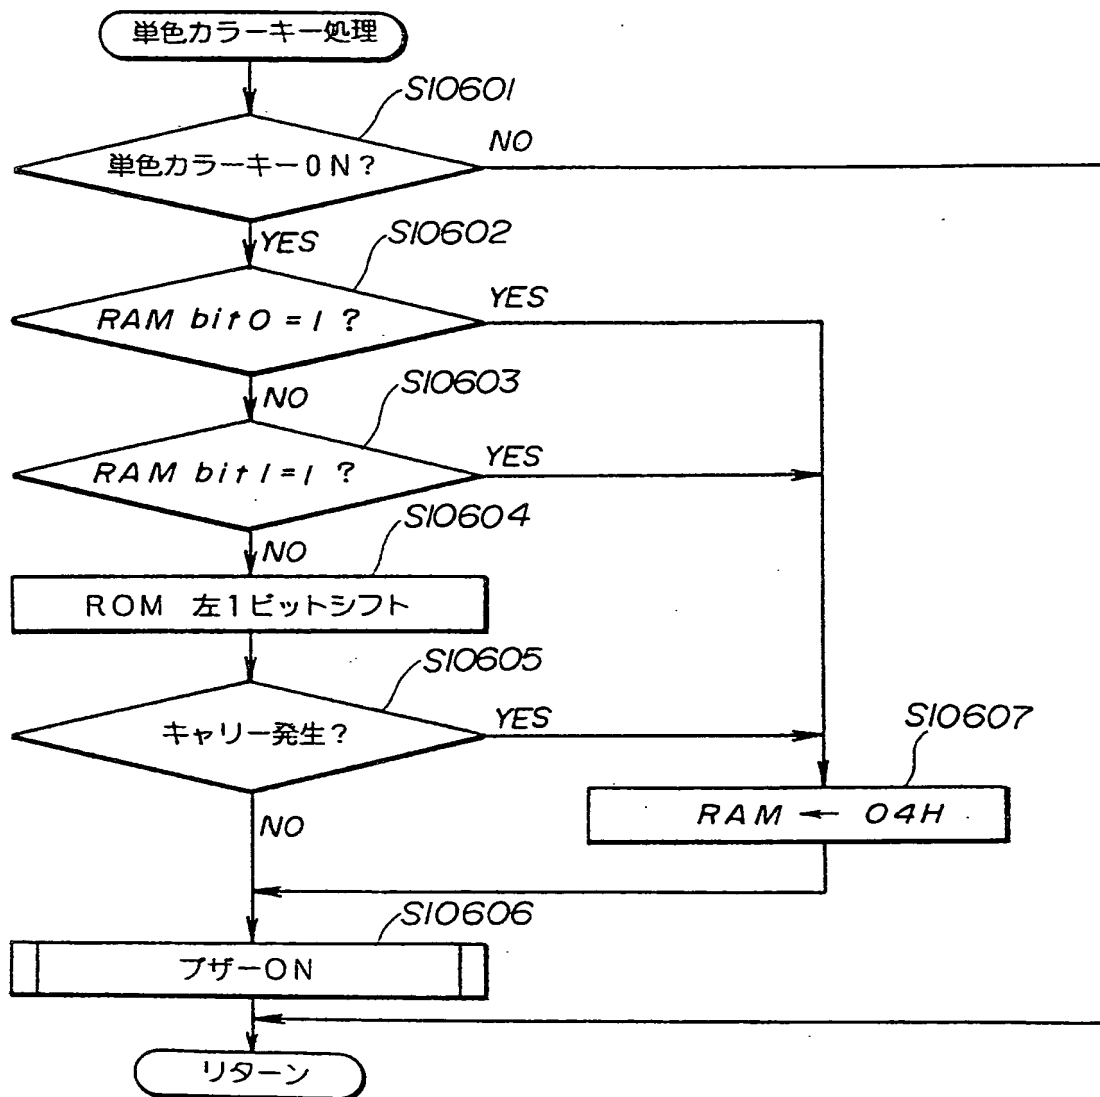 単色カラーキー処理
S10601
単色カラーキーON?
NO
YES
S10602
RAM bit0=1?
YES
NO
S10603
RAM bit1=1?
YES
NO
S10604
ROM 左1ビットシフト
S10605
キャリー発生?
YES
NO
S10607
RAM ← 04H
S10606
ブザーON
リターン